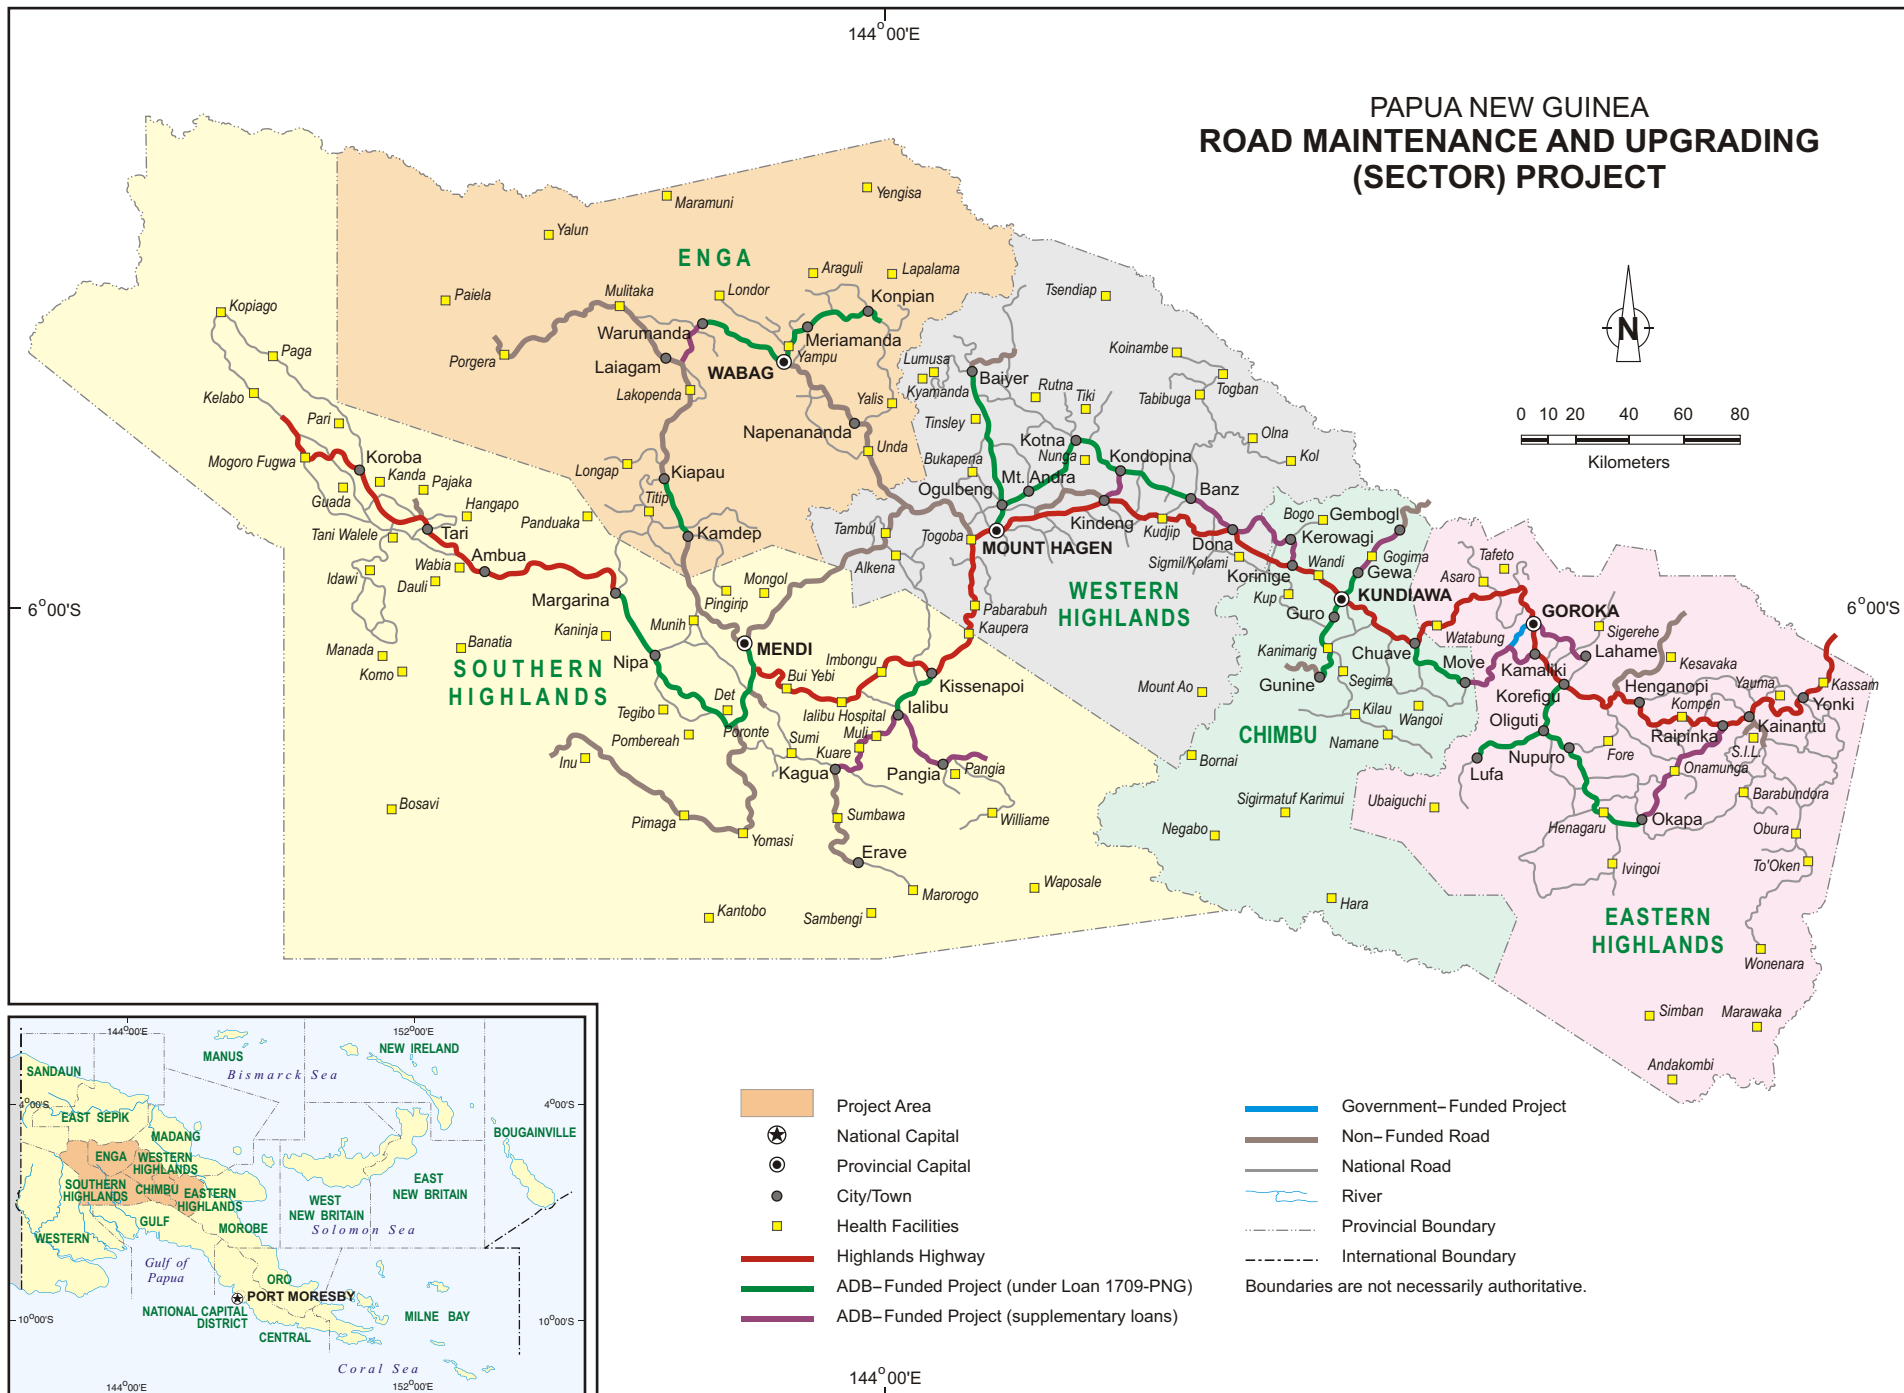 144°00'E
PAPUA NEW GUINEA
ROAD MAINTENANCE AND UPGRADING
(SECTOR) PROJECT
Yengisa
Maramuni
Yalun
ENGA
Araguli
Lapalama
Paiela
Mulitaka
Londor
Konpian
Tsendiap
Kopiago
Warumanda
Meriamanda
N
Paga
Porgera
Laiagam
WABAG
Yampu
Lumusa
Baiyer
Koinambe
Togban
Kelabo
Lakopenda
Yalis
Kyamanda
Rutna
Tiki
Tabibuga
0 10 20 40 60 80
Kilometers
Pari
Napenananda
Tinsley
Kotna
Olna
Mogoro Fugwa
Koroba
Kanda
Longap
Unda
Bukapena
Nunga
Kondopina
Kol
Guada
Pajaka
Kiapau
Titip
Ogulbeng
Mt. Andra
Banz
Hangapo
Panduaka
Tambul
Togoba
Kindeng
Kudjip
Bogo
Gembogl
Tani Walele
Tari
Kamdep
MOUNT HAGEN
Dona
Kerowagi
Ambua
Wabia
Alkena
Sigmil/Kolami
Wandi
Gogima
Tafeto
Idawi
Dauli
Mongol
Korinige
Gewa
Asaro
6°00'S
Margarina
Pingirip
WESTERN
HIGHLANDS
Pabarabuh
Kup
KUNDIAWA
GOROKA
6°00'S
Kaninja
Munih
Kaupera
Guro
Watabung
Sigerehe
Manada
Banatia
MENDI
Kanimarig
Chuave
Move
Lahame
Komo
SOUTHERN
HIGHLANDS
Nipa
Imbongu
Bui Yebi
Kissenapoi
Mount Ao
Gunine
Segima
Kamaliki
Kesavaka
Korefigu
Henganopi
Yauma
Kassam
Tegibo
Det
Ialibu Hospital
Ialibu
Kilau
Wangoi
Oliguti
Kompen
Yonki
Pombereah
Poronte
Sumi
Muli
CHIMBU
Namane
Raipinka
Kainantu
Inu
Kuare
Kagua
Pangia
Pangia
Bornai
Lufa
Nupuro
Fore
S.I.L.
Onamunga
Bosavi
Pimaga
Yomasi
Sumbawa
Williame
Sigirmatuf Karimui
Ubaiguchi
Barabundora
Negabo
Henagaru
Okapa
Obura
Erave
Ivingoi
To'Oken
Marorogo
Waposale
Hara
Kantobo
Sambengi
EASTERN
HIGHLANDS
Wonenara
Simban
Marawaka
Andakombi
144°00'E
152°00'E
MANUS
NEW IRELAND
Bismarck Sea
SANDAUN
4°00'S
4°00'S
EAST SEPIK
MADANG
BOUGAINVILLE
ENGA
WESTERN
HIGHLANDS
SOUTHERN
HIGHLANDS
CHIMBU
EASTERN
HIGHLANDS
EAST
NEW BRITAIN
WEST
NEW BRITAIN
GULF
MOROBE
Solomon Sea
WESTERN
Gulf of
Papua
ORO
PORT MORESBY
NATIONAL CAPITAL
DISTRICT
MILNE BAY
10°00'S
10°00'S
CENTRAL
Coral Sea
144°00'E
152°00'E
Project Area
National Capital
Provincial Capital
City/Town
Health Facilities
Highlands Highway
ADB–Funded Project (under Loan 1709-PNG)
ADB–Funded Project (supplementary loans)
Government–Funded Project
Non–Funded Road
National Road
River
Provincial Boundary
International Boundary
Boundaries are not necessarily authoritative.
144°00'E